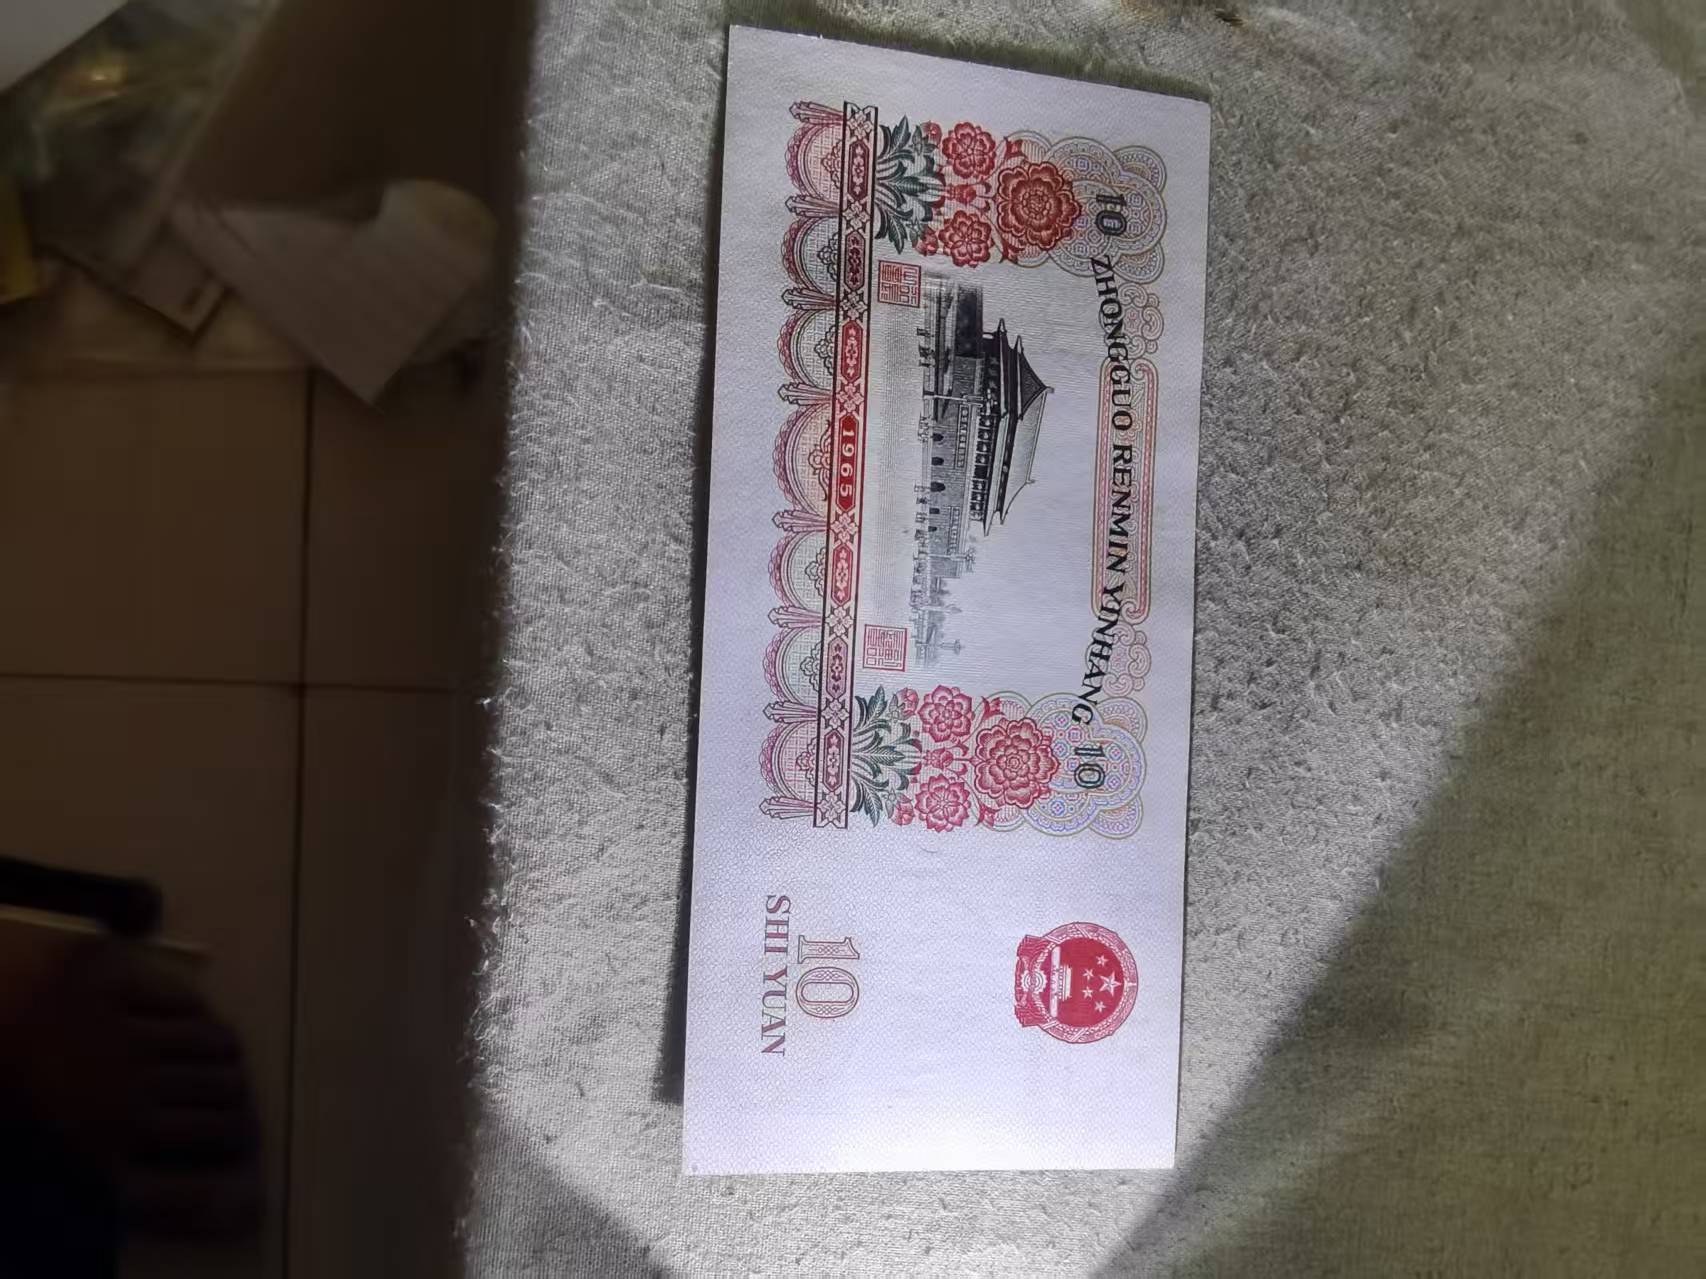 10 ZHONGGUO RENMIN YINHANG 10
1965
10
SHI YUAN